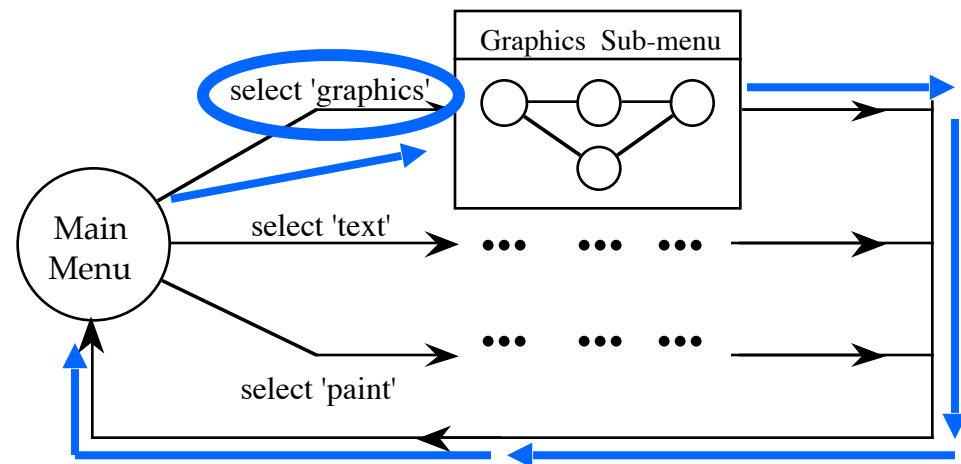 Graphics Sub-menu
select 'graphics'
Main
Menu
select 'text'
select 'paint'